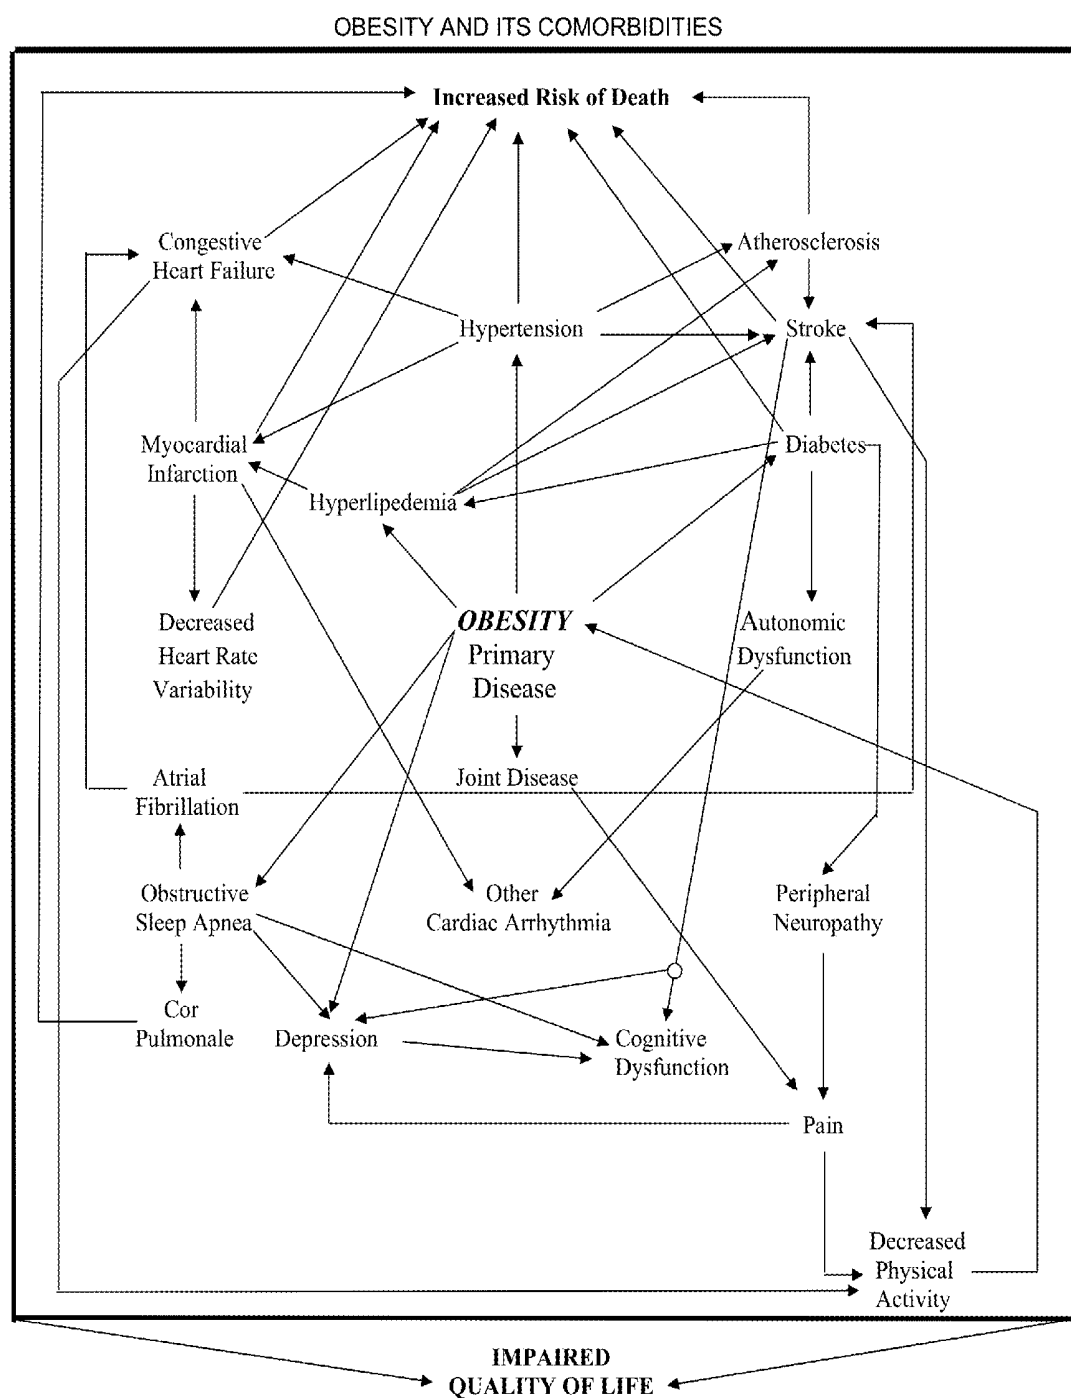 OBESITY AND ITS COMORBIDITIES
Increased Risk of Death
Congestive
Heart Failure
Atherosclerosis
Hypertension
Stroke
Myocardial
Infarction
Diabetes
Hyperlipedemia
Decreased
Heart Rate
Variability
OBESITY
Primary
Disease
Autonomic
Dysfunction
Atrial
Fibrillation
Joint Disease
Obstructive
Sleep Apnea
Other
Cardiac Arrhythmia
Peripheral
Neuropathy
Cor
Pulmonale
Depression
Cognitive
Dysfunction
Pain
Decreased
Physical
Activity
IMPAIRED
QUALITY OF LIFE